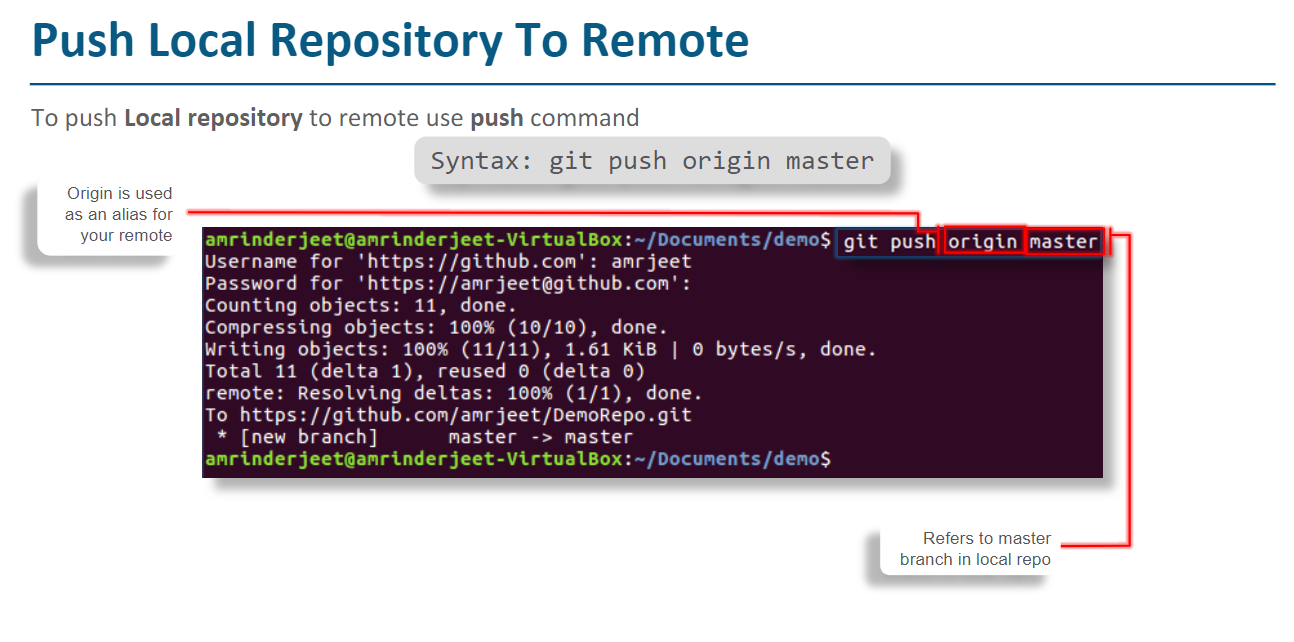 Push Local Repository To Remote
To push Local repository to remote use push command
Syntax: git push origin master
Origin is used
as an alias for
your remote
amrinderjeet@amrinderjeet-VirtualBox:~/Documents/demo$ git push origin master
Username for 'https://github.com': amrjeet
Password for 'https://amrjeet@github.com':
Counting objects: 11, done.
Compressing objects: 100% (10/10), done.
Writing objects: 100% (11/11), 1.61 KiB | 0 bytes/s, done.
Total 11 (delta 1), reused 0 (delta 0)
remote: Resolving deltas: 100% (1/1), done.
To https://github.com/amrjeet/DemoRepo.git
 * [new branch]      master -> master
amrinderjeet@amrinderjeet-VirtualBox:~/Documents/demo$
Refers to master
branch in local repo